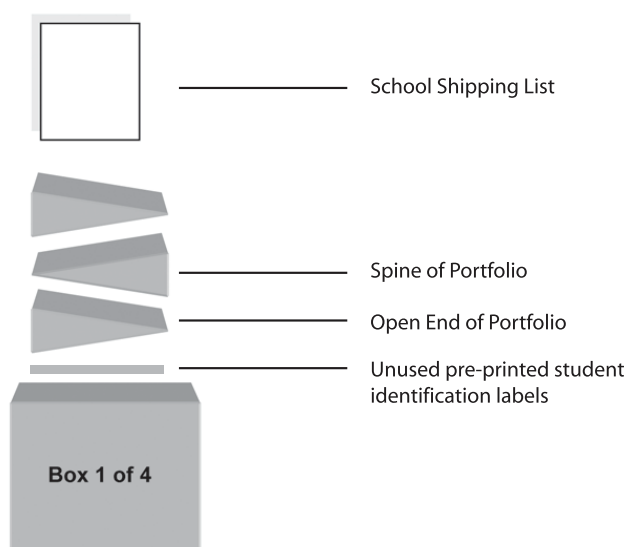 School Shipping List
Spine of Portfolio
Open End of Portfolio
Unused pre-printed student
identification labels
Box 1 of 4